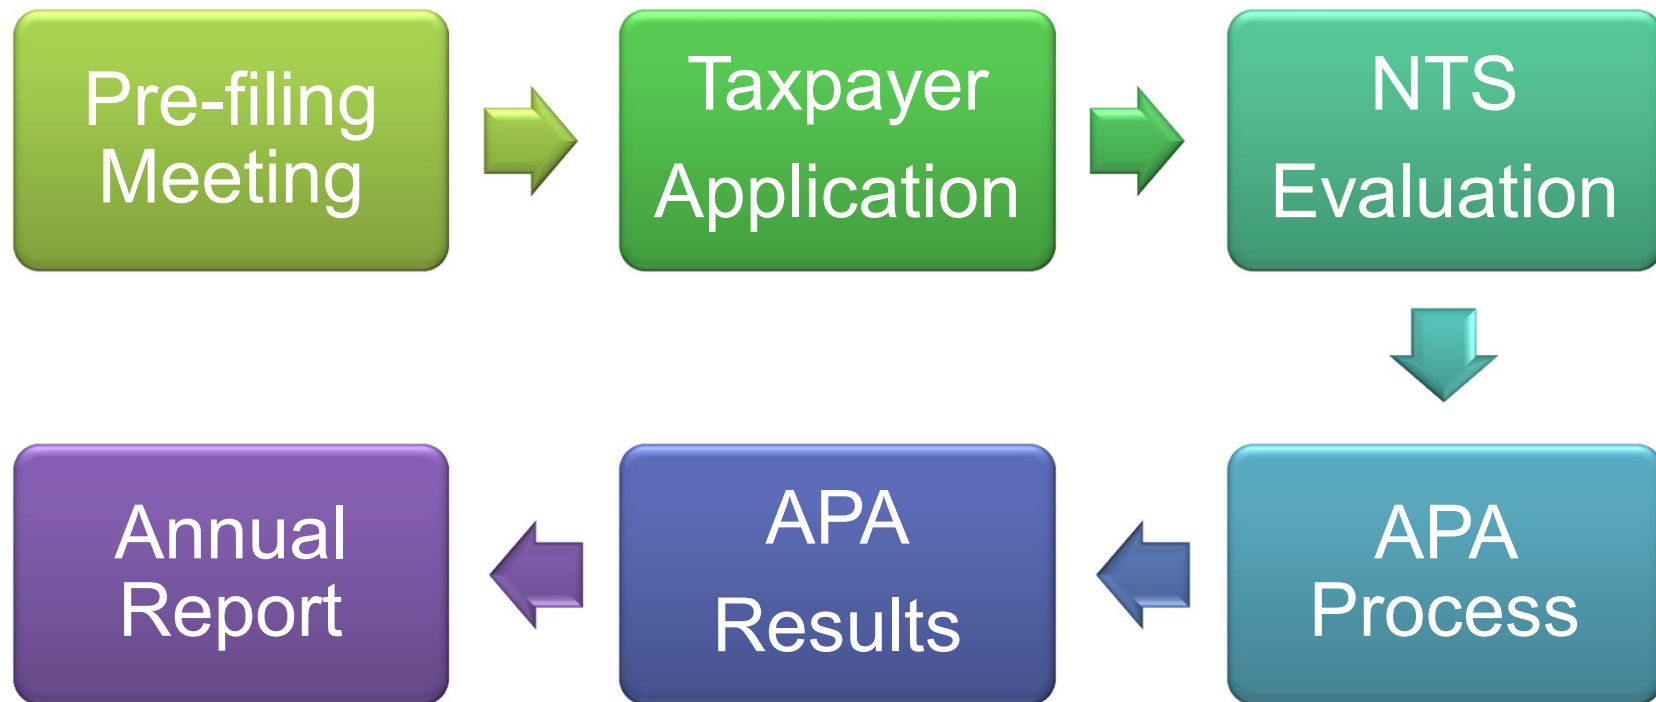 Pre-filing
Meeting
Taxpayer
Application
NTS
Evaluation
APA
Process
APA
Results
Annual
Report